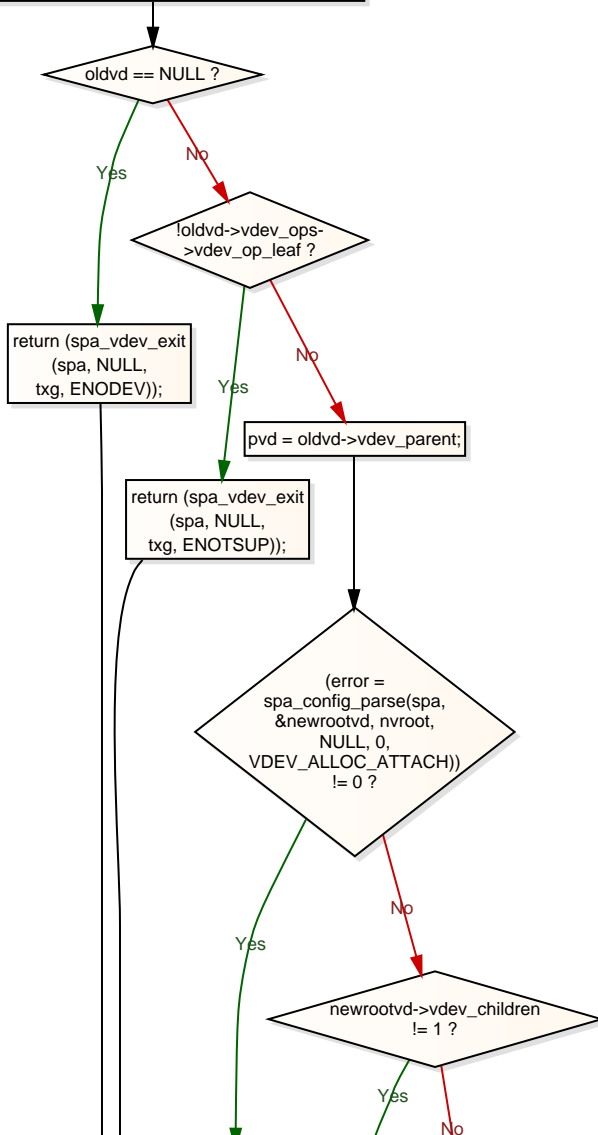 oldvd == NULL ?
Yes
No
!oldvd->vdev_ops-
>vdev_op_leaf ?
return (spa_vdev_exit
(spa, NULL,
txg, ENODEV));
Yes
No
pvd = oldvd->vdev_parent;
return (spa_vdev_exit
(spa, NULL,
txg, ENOTSUP));
(error =
spa_config_parse(spa,
&newrootvd, nvroot,
NULL, 0,
VDEV_ALLOC_ATTACH))
!= 0 ?
Yes
No
newrootvd->vdev_children
!= 1 ?
Yes
No